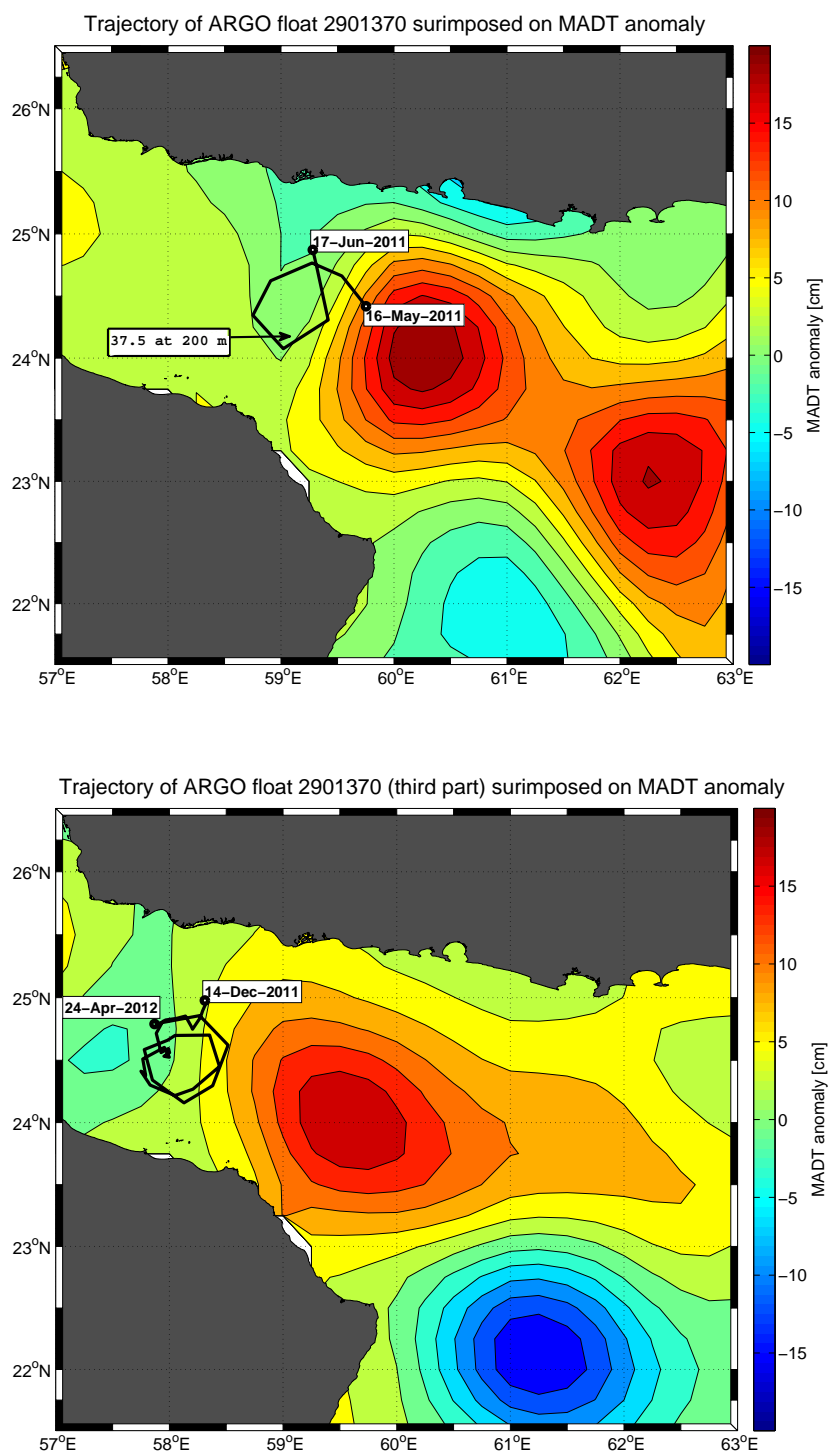 Trajectory of ARGO float 2901370 surimposed on MADT anomaly
26°N
25°N
24°N
23°N
22°N
57°E 58°E 59°E 60°E 61°E 62°E 63°E
17−Jun−2011
16−May−2011
37.5 at 200 m
15
10
5
0
−5
−10
−15
MADT anomaly [cm]
Trajectory of ARGO float 2901370 (third part) surimposed on MADT anomaly
26°N
25°N
24°N
23°N
22°N
57°E 58°E 59°E 60°E 61°E 62°E 63°E
14−Dec−2011
24−Apr−2012
15
10
5
0
−5
−10
−15
MADT anomaly [cm]